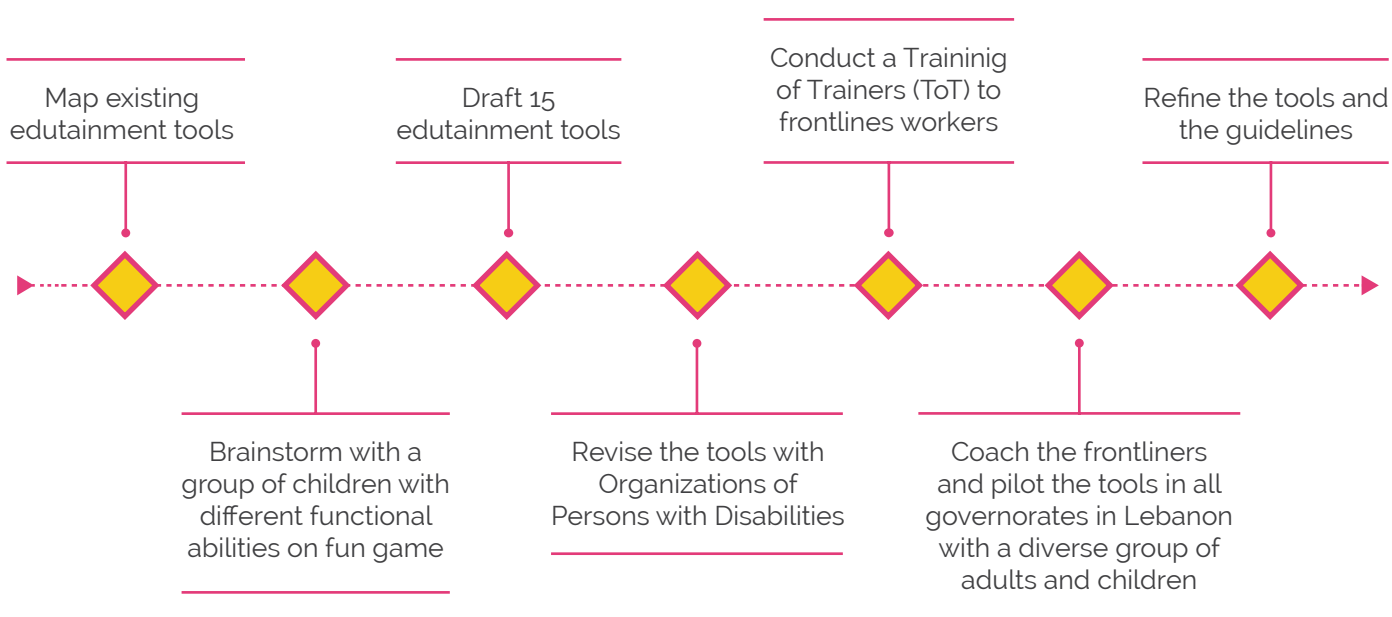 Map existing
edutainment tools
Brainstorm with a
group of children with
different functional
abilities on fun game
Draft 15
edutainment tools
Revise the tools with
Organizations of
Persons with Disabilities
Conduct a Traininig
of Trainers (ToT) to
frontlines workers
Coach the frontliners
and pilot the tools in all
governorates in Lebanon
with a diverse group of
adults and children
Refine the tools and
the guidelines